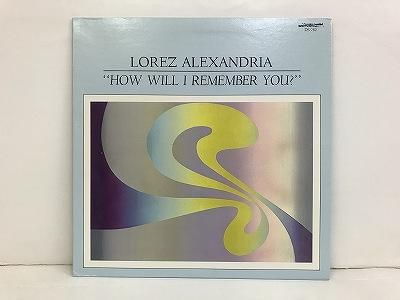 LOREZ ALEXANDRIA
"HOW WILL I REMEMBER YOU?"